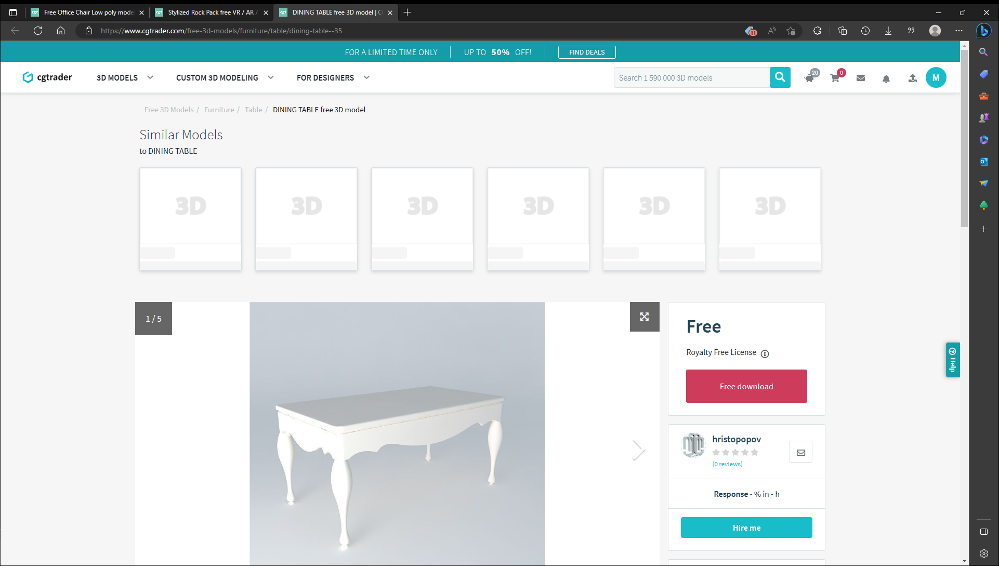 Free Office Chair Low poly mode
Stylized Rock Pack free VR / AR /
DINING TABLE free 3D model | C
https://www.cgtrader.com/free-3d-models/furniture/table/dining-table--35
11
FOR A LIMITED TIME ONLY
UP TO 50% OFF!
FIND DEALS
cgtrader
3D MODELS
CUSTOM 3D MODELING
FOR DESIGNERS
Search 1 590 000 3D models
20
0
M
Free 3D Models / Furniture / Table / DINING TABLE free 3D model
Similar Models
to DINING TABLE
3D 3D 3D 3D 3D 3D
1 / 5
Free
Royalty Free License
Free download
Help
hristopopov
(0 reviews)
Response - % in - h
Hire me